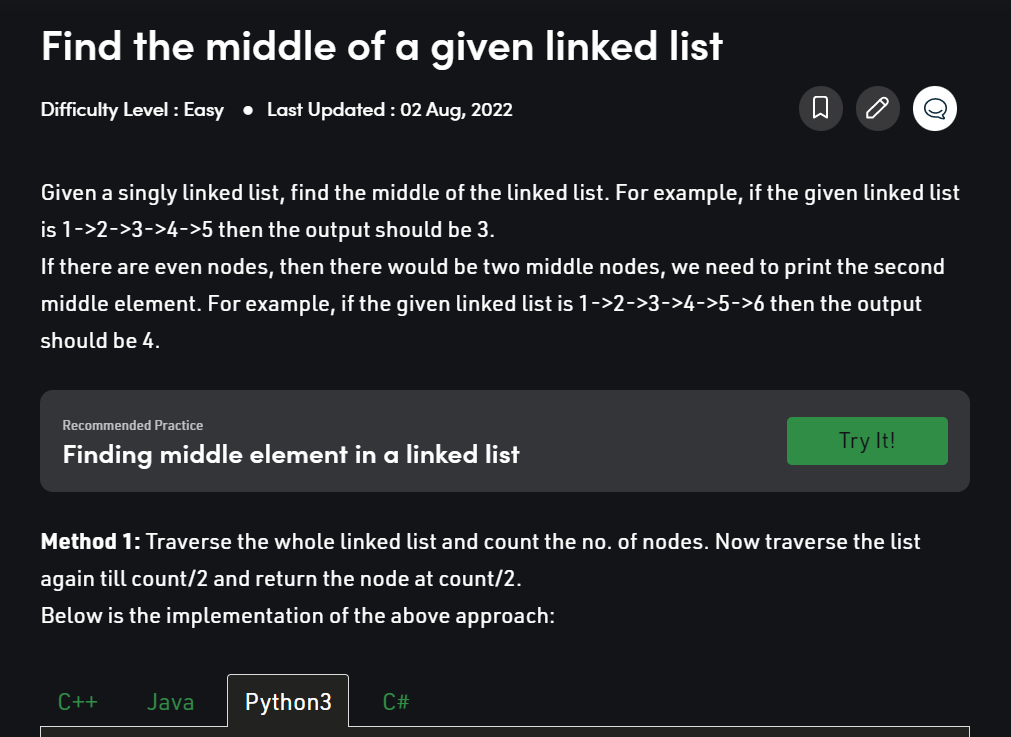 Find the middle of a given linked list
Difficulty Level : Easy ● Last Updated : 02 Aug, 2022
Given a singly linked list, find the middle of the linked list. For example, if the given linked list
is 1->2->3->4->5 then the output should be 3.
If there are even nodes, then there would be two middle nodes, we need to print the second
middle element. For example, if the given linked list is 1->2->3->4->5->6 then the output
should be 4.
Recommended Practice
Finding middle element in a linked list
Try It!
Method 1: Traverse the whole linked list and count the no. of nodes. Now traverse the list
again till count/2 and return the node at count/2.
Below is the implementation of the above approach:
C++ Java Python3 C#